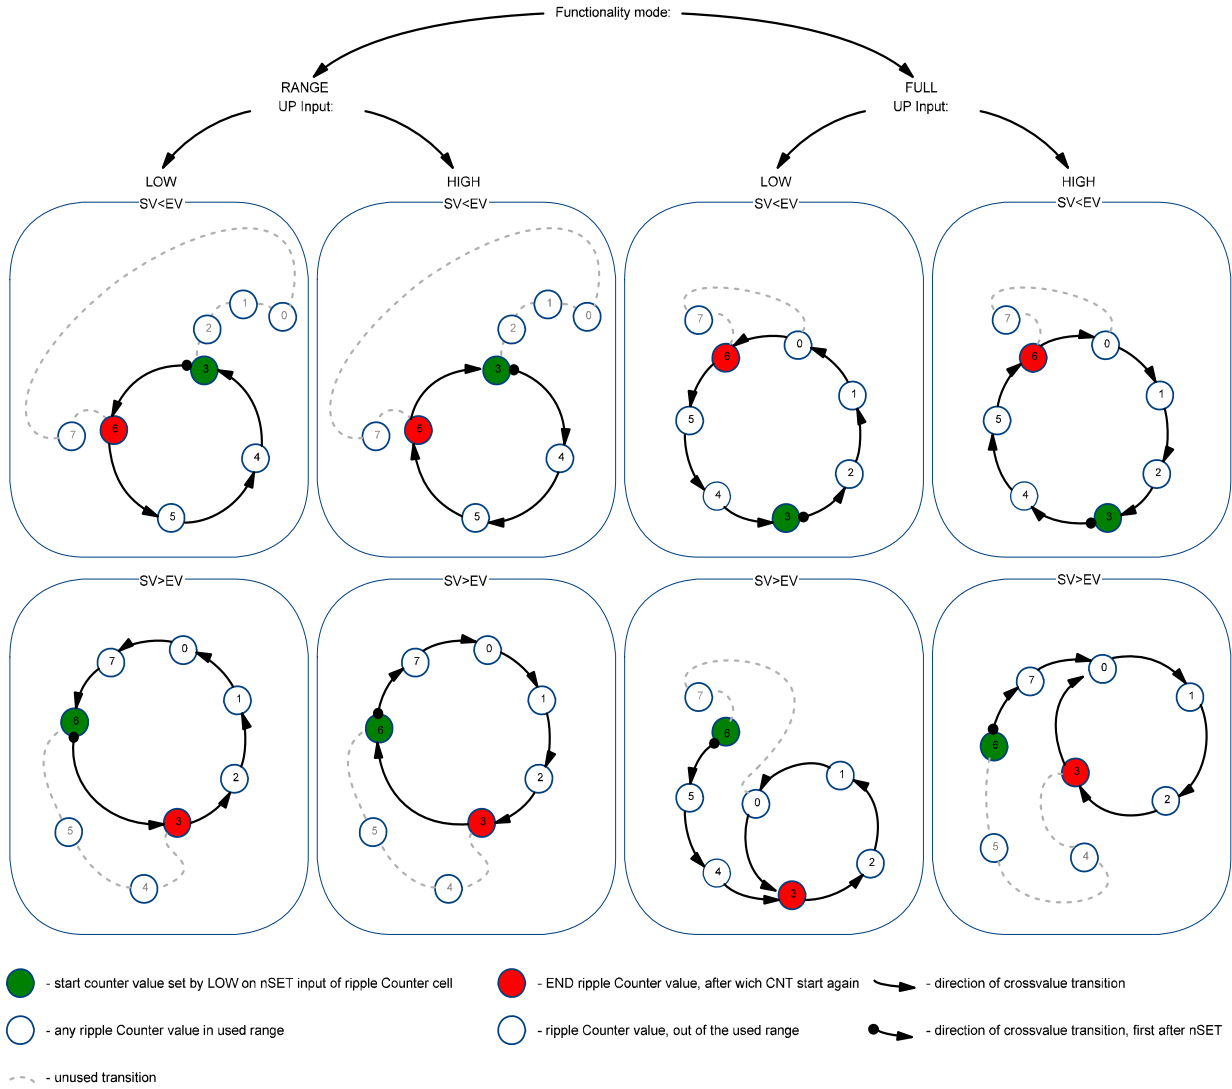 Functionality mode:
RANGE
UP Input:
FULL
UP Input:
LOW
HIGH
LOW
HIGH
SV<EV
SV<EV
SV<EV
SV<EV
3
2
1
0
7
6
4
5
3
2
1
0
7
6
4
5
7
6
0
5
1
4
2
3
7
6
0
5
1
4
2
3
SV>EV
SV>EV
SV>EV
SV>EV
7
0
6
1
2
5
3
4
7
0
6
1
2
5
3
4
7
6
5
0
1
4
2
3
7
0
1
6
3
2
5
4
- start counter value set by LOW on nSET input of ripple Counter cell
- END ripple Counter value, after wich CNT start again
- direction of crossvalue transition
- any ripple Counter value in used range
- ripple Counter value, out of the used range
- direction of crossvalue transition, first after nSET
- unused transition